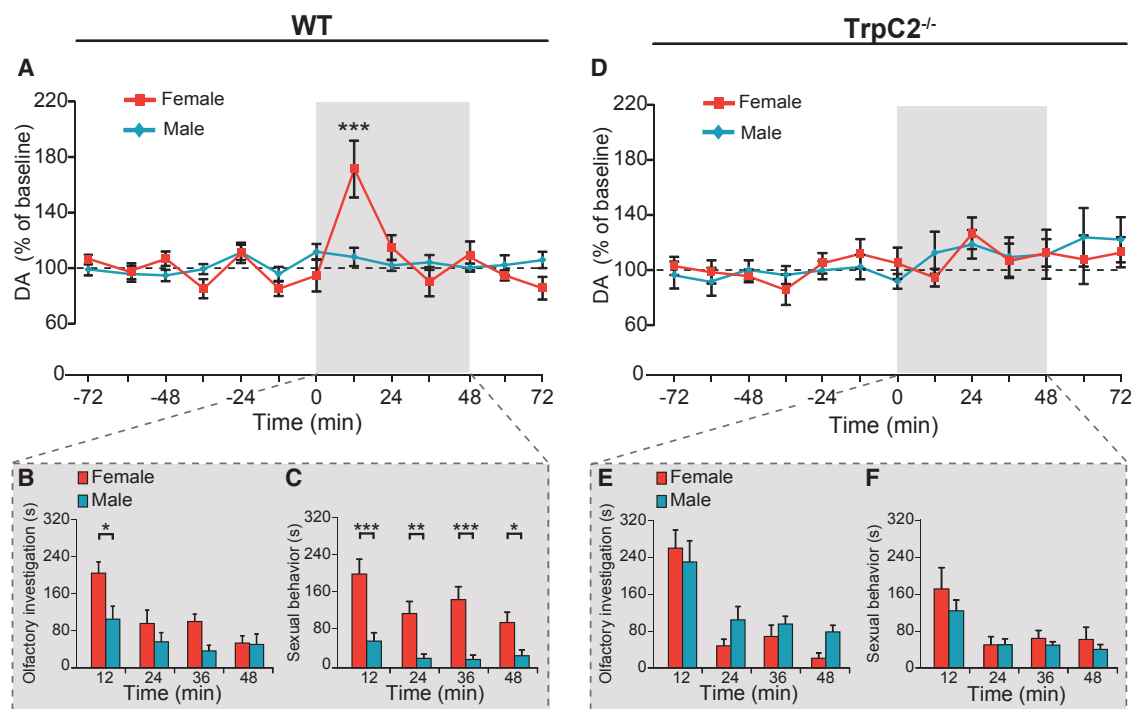 WT
TrpC2-/-
A
220
180
140
100
60
0
DA (% of baseline)
Female
Male
***
-72
-48
-24
0
24
48
72
Time (min)
D
220
180
140
100
60
0
DA (% of baseline)
Female
Male
-72
-48
-24
0
24
48
72
Time (min)
B
Female
Male
320
240
160
80
0
Olfactory investigation (s)
*
12
24
36
48
Time (min)
C
320
240
160
80
0
Sexual behavior (s)
***
**
***
*
12
24
36
48
Time (min)
E
Female
Male
320
240
160
80
0
Olfactory investigation (s)
12
24
36
48
Time (min)
F
320
240
160
80
0
Sexual behavior (s)
12
24
36
48
Time (min)